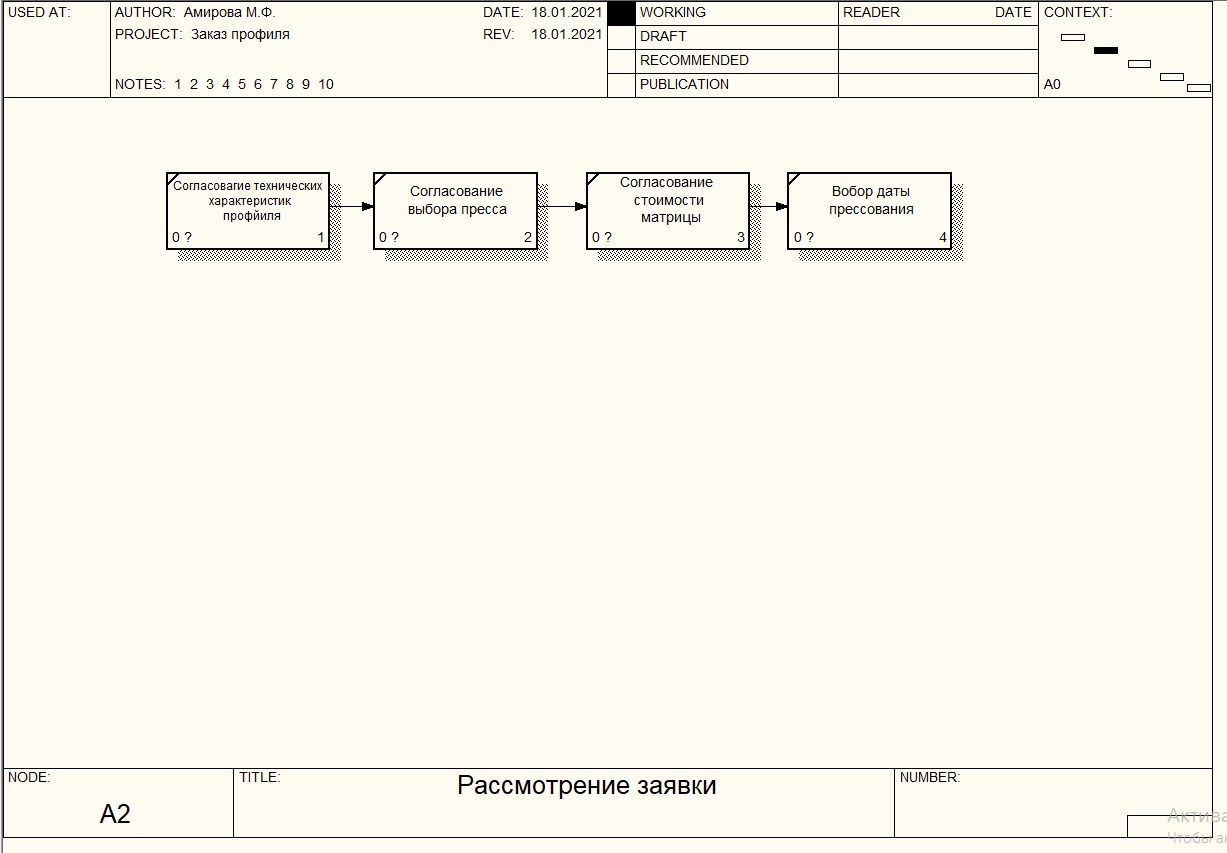 USED AT:
AUTHOR: Амирова М.Ф.
DATE: 18.01.2021
PROJECT: Заказ профиля
REV: 18.01.2021
NOTES: 1 2 3 4 5 6 7 8 9 10
WORKING
DRAFT
RECOMMENDED
PUBLICATION
READER DATE
CONTEXT:
A0
Согласовагие технических
характеристик
профйиля
0 ? 1
Согласование
выбора пресса
0 ? 2
Согласование
стоимости
матрицы
0 ? 3
Вобор даты
прессования
0 ? 4
NODE:
A2
TITLE:
Рассмотрение заявки
NUMBER: